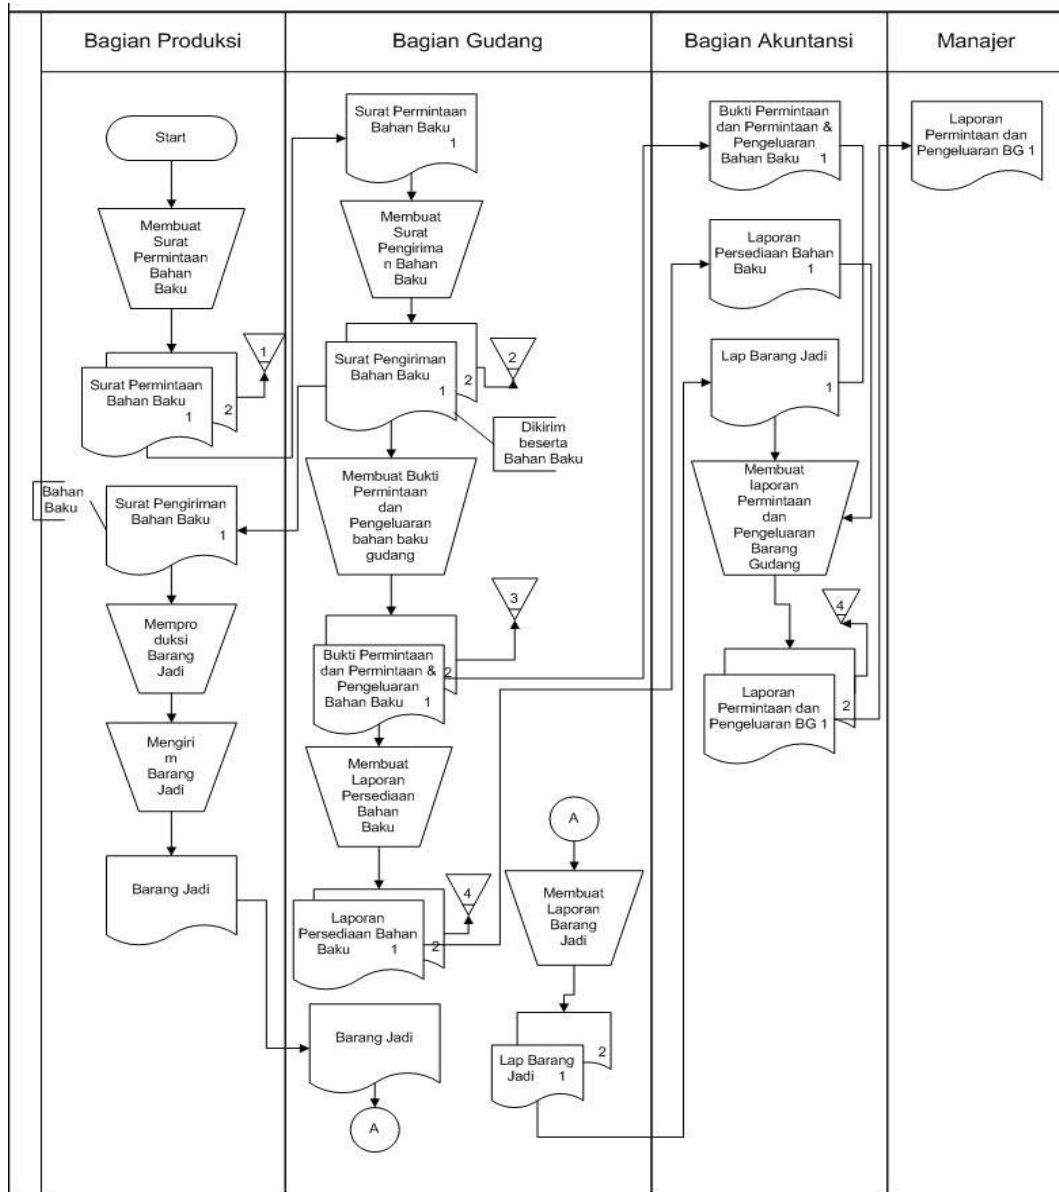 Bagian Produksi
Bagian Gudang
Bagian Akuntansi
Manajer
Start
Membuat
Surat
Permintaan
Bahan
Baku
1
Surat Permintaan
Bahan Baku
1
2
Bahan
Baku
Surat Pengiriman
Bahan Baku
1
Mempro
duksi
Barang
Jadi
Mengiri
m
Barang
Jadi
Barang Jadi
Surat Permintaan
Bahan Baku
1
Membuat
Surat
Pengirima
n Bahan
Baku
2
Surat Pengiriman
Bahan Baku
1
2
Dikirim
beserta
Bahan Baku
Membuat Bukti
Permintaan
dan
Pengeluaran
bahan baku
gudang
3
Bukti Permintaan
dan Permintaan &
Pengeluaran
Bahan Baku 1
2
Membuat
Laporan
Persediaan
Bahan
Baku
4
Laporan
Persediaan Bahan
Baku 1
2
Barang Jadi
A
A
Membuat
Laporan
Barang
Jadi
2
Lap Barang
Jadi 1
Bukti Permintaan
dan Permintaan &
Pengeluaran
Bahan Baku 1
Laporan
Persediaan Bahan
Baku 1
Lap Barang Jadi
1
Membuat
laporan
Permintaan
dan
Pengeluaran
Barang
Gudang
4
Laporan
Permintaan dan
Pengeluaran BG 1
2
Laporan
Permintaan dan
Pengeluaran BG 1